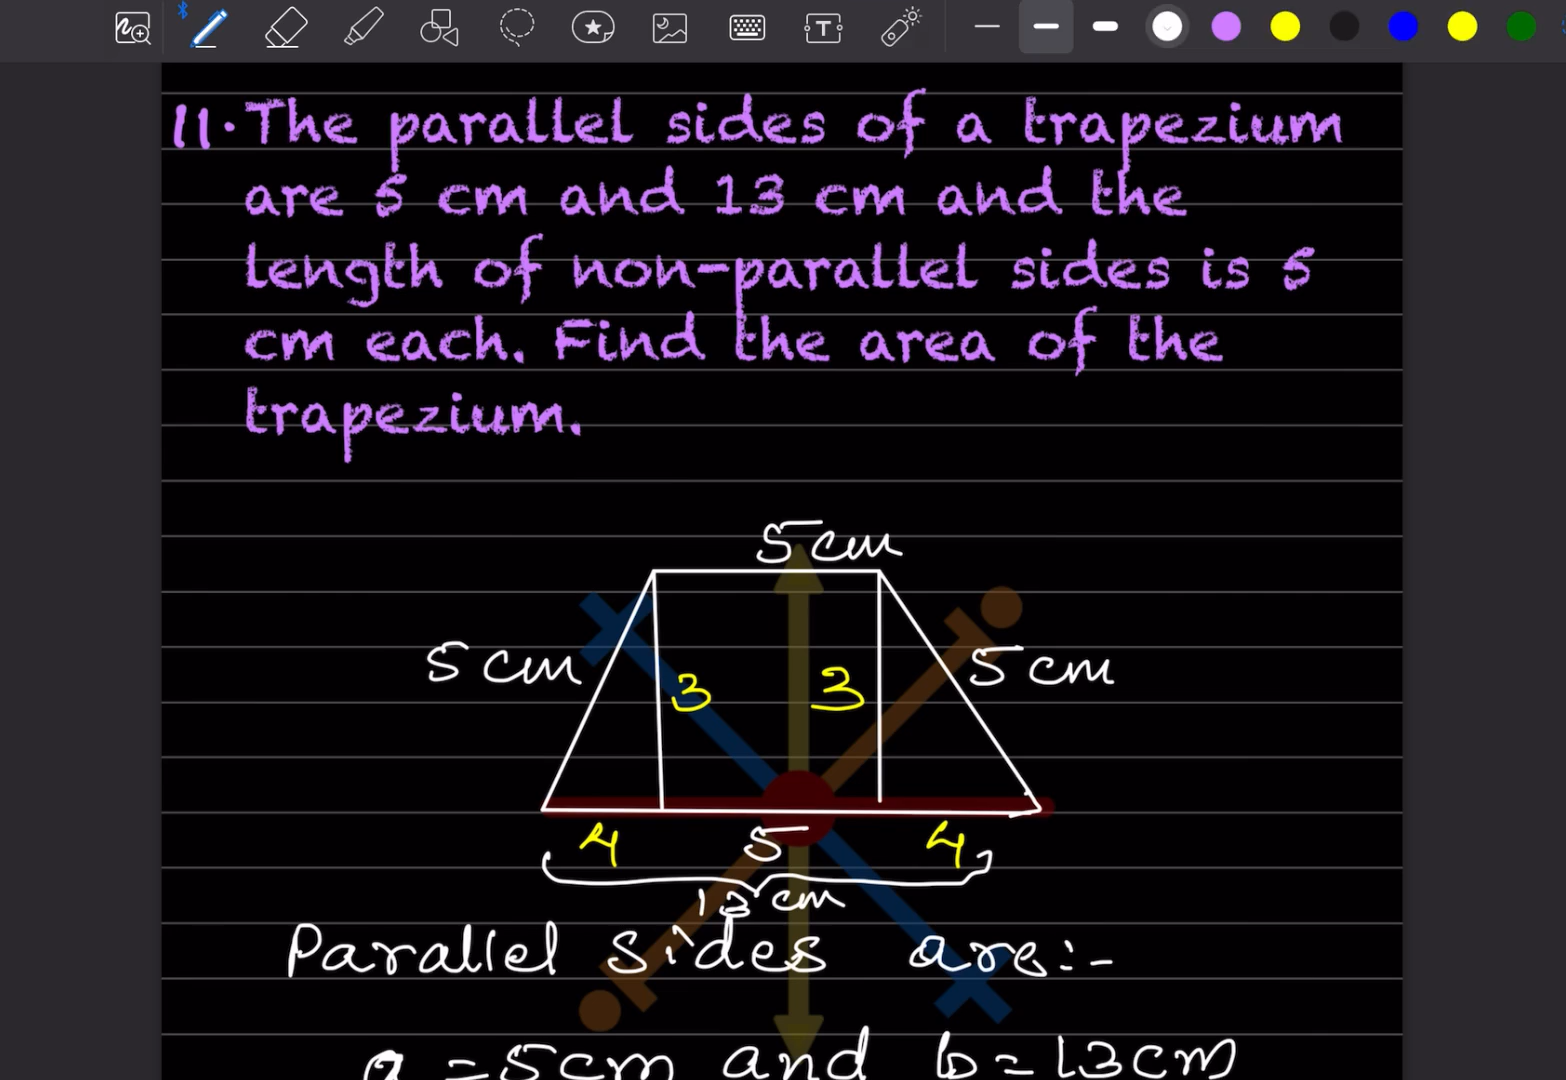 11. The parallel sides of a trapezium
are 5 cm and 13 cm and the
length of non-parallel sides is 5
cm each. Find the area of the
trapezium.
5 cm
5 cm 3 3 5 cm
4 5 4
13 cm
Parallel sides are:-
a = 5cm and b = 13cm